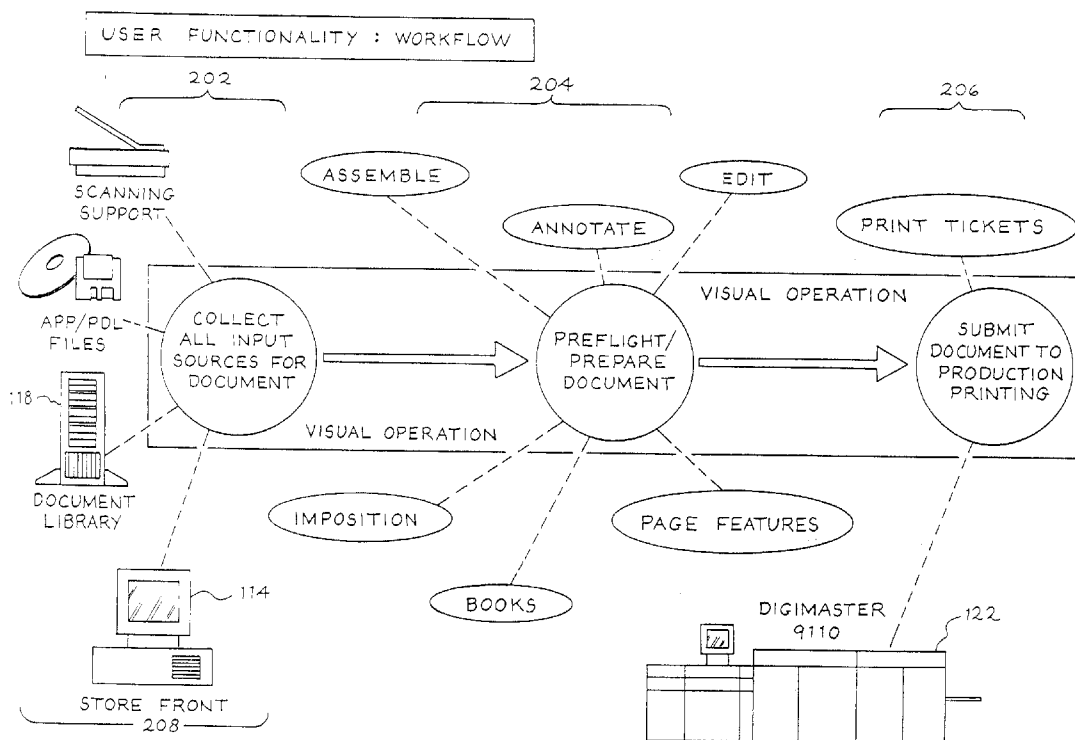 USER FUNCTIONALITY : WORKFLOW
202
204
206
SCANNING
SUPPORT
ASSEMBLE
EDIT
ANNOTATE
PRINT TICKETS
APP/PDL
FILES
COLLECT
ALL INPUT
SOURCES FOR
DOCUMENT
VISUAL OPERATION
PREFLIGHT/
PREPARE
DOCUMENT
VISUAL OPERATION
SUBMIT
DOCUMENT TO
PRODUCTION
PRINTING
118
DOCUMENT
LIBRARY
IMPOSITION
PAGE FEATURES
BOOKS
114
STORE FRONT
208
DIGIMASTER
9110
122